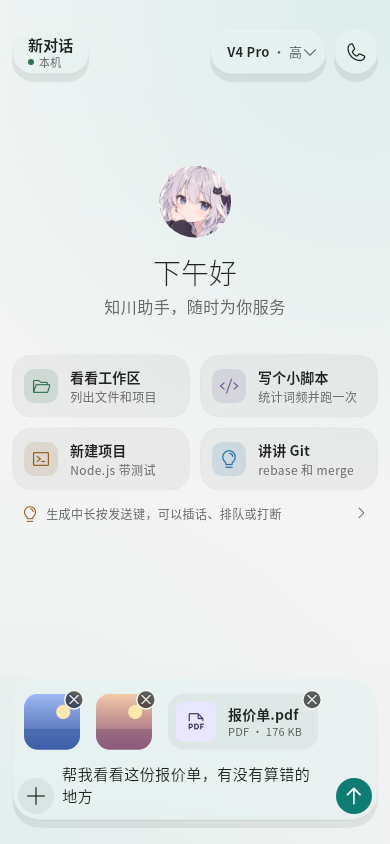 新对话
本机
V4 Pro · 高
下午好
知川助手，随时为你服务
看看工作区
列出文件和项目
写个小脚本
统计词频并跑一次
新建项目
Node.js 带测试
讲讲 Git
rebase 和 merge
生成中长按发送键，可以插话、排队或打断
PDF
报价单.pdf
PDF · 176 KB
帮我看看这份报价单，有没有算错的
地方